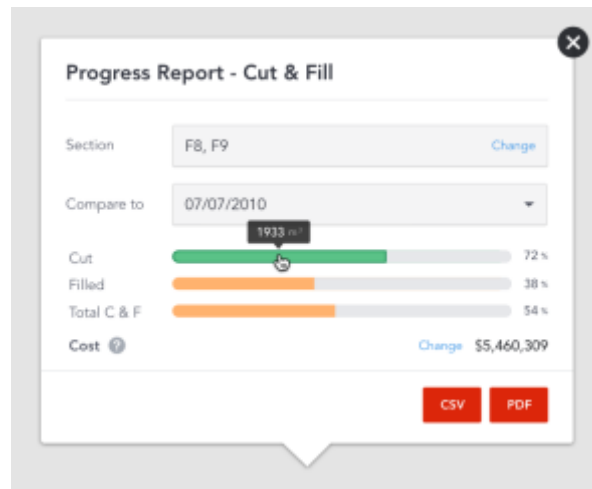 Progress Report - Cut & Fill
Section F8, F9 Change
Compare to 07/07/2010
1933 m³
Cut 72 %
Filled 38 %
Total C & F 54 %
Cost ? Change $5,460,309
CSV PDF